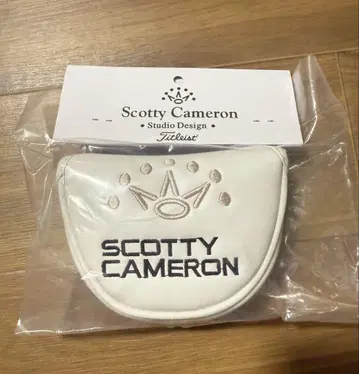 Scotty Cameron
• Studio Design •
Titleist
SCOTTY
CAMERON